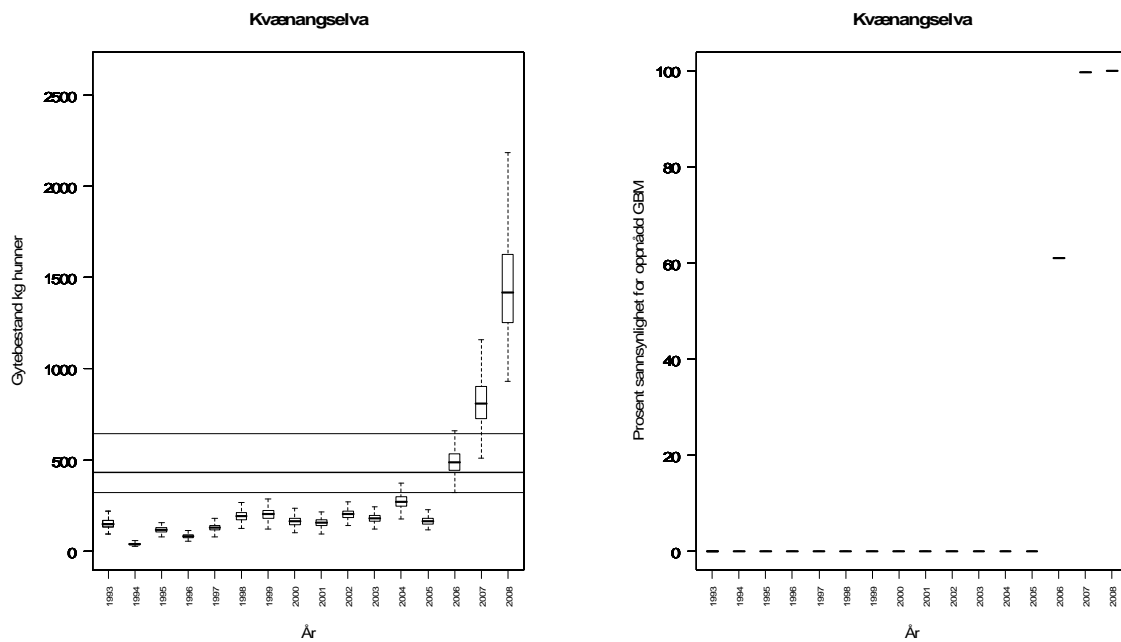 Kvænangselva
Gytebestand kg hunner
2500
2000
1500
1000
500
0
1993 1994 1995 1996 1997 1998 1999 2000 2001 2002 2003 2004 2005 2006 2007 2008
År
Kvænangselva
Prosent sannsynlighet for oppnådd GBM
100
80
60
40
20
0
1993 1994 1995 1996 1997 1998 1999 2000 2001 2002 2003 2004 2005 2006 2007 2008
År